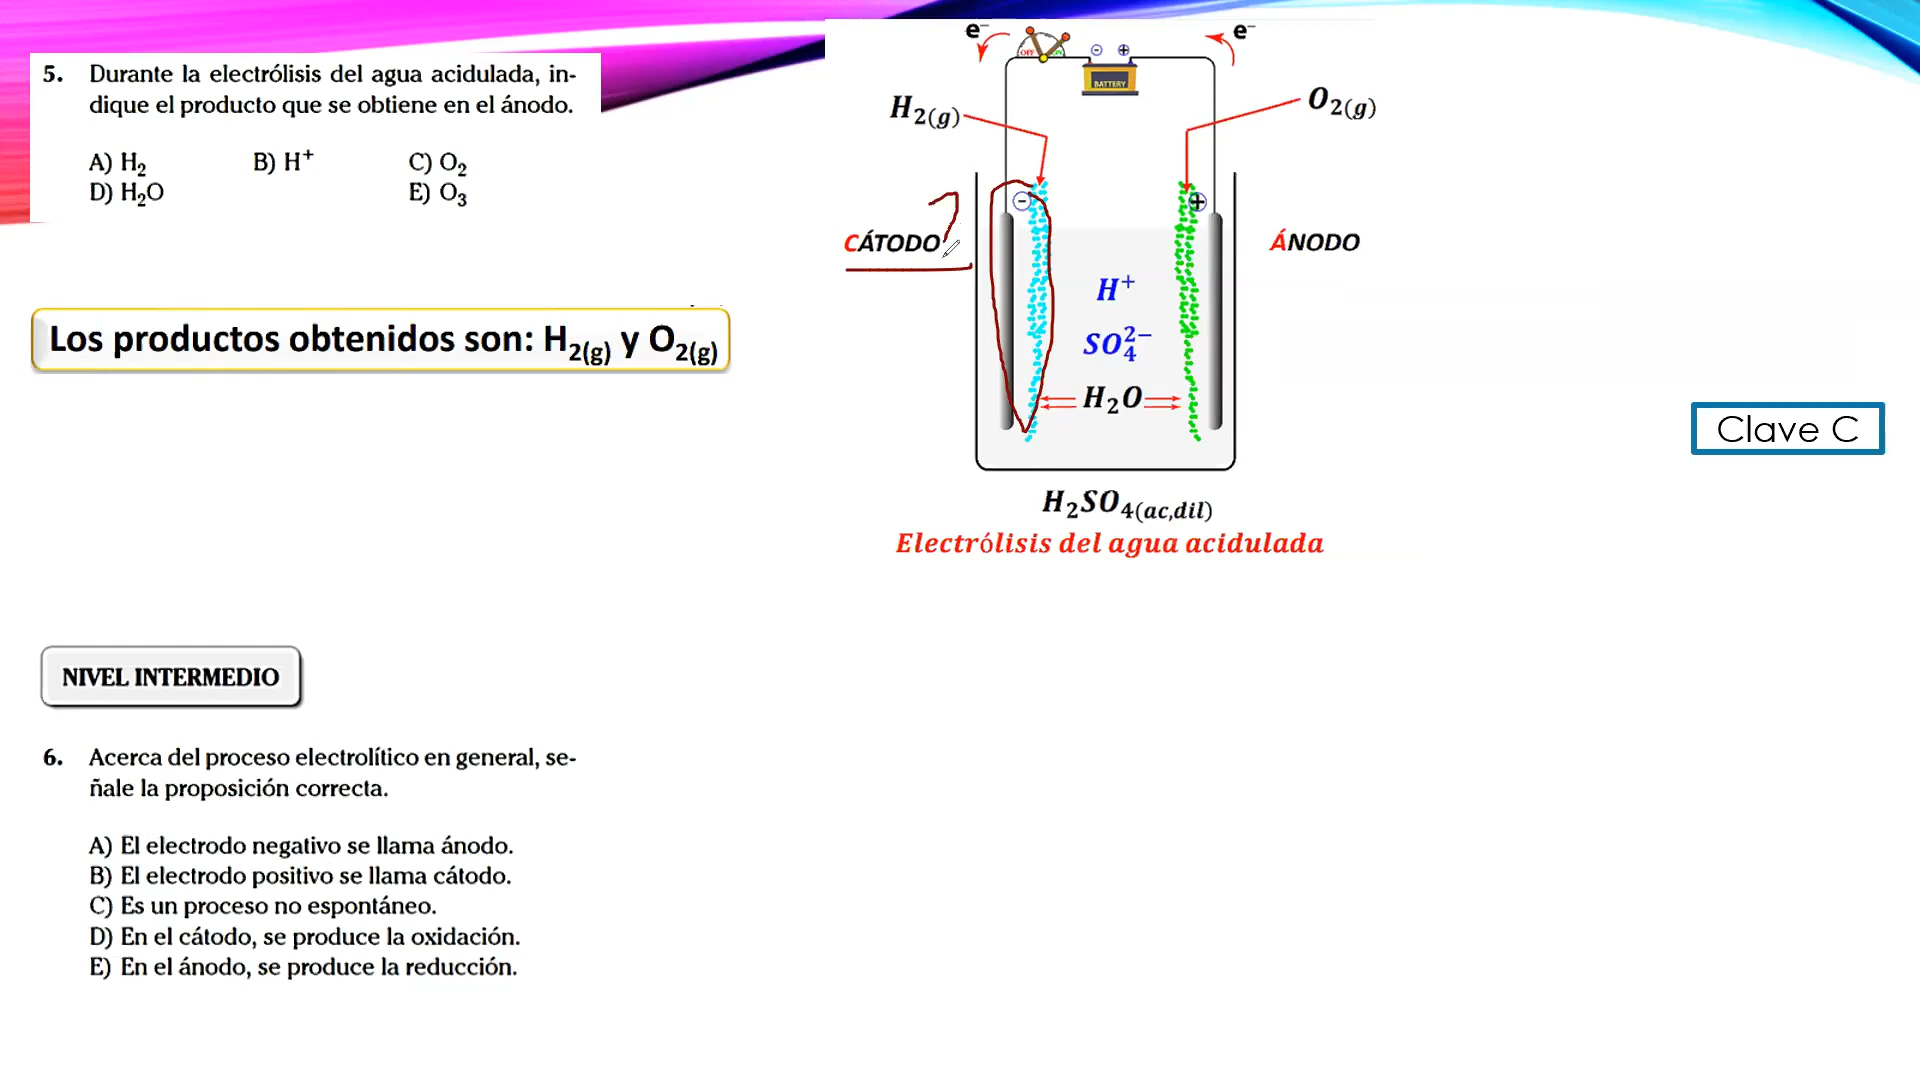 5. Durante la electrólisis del agua acidulada, in-
dique el producto que se obtiene en el ánodo.
A) H₂ B) H⁺ C) O₂
D) H₂O E) O₃
Los productos obtenidos son: H₂(g) y O₂(g)
e⁻ e⁻
OFF ON
BATTERY
H₂(g) O₂(g)
CÁTODO ÁNODO
H⁺
SO₄²⁻
H₂O
H₂SO₄(ac,dil)
Electrólisis del agua acidulada
Clave C
NIVEL INTERMEDIO
6. Acerca del proceso electrolítico en general, se-
ñale la proposición correcta.
A) El electrodo negativo se llama ánodo.
B) El electrodo positivo se llama cátodo.
C) Es un proceso no espontáneo.
D) En el cátodo, se produce la oxidación.
E) En el ánodo, se produce la reducción.